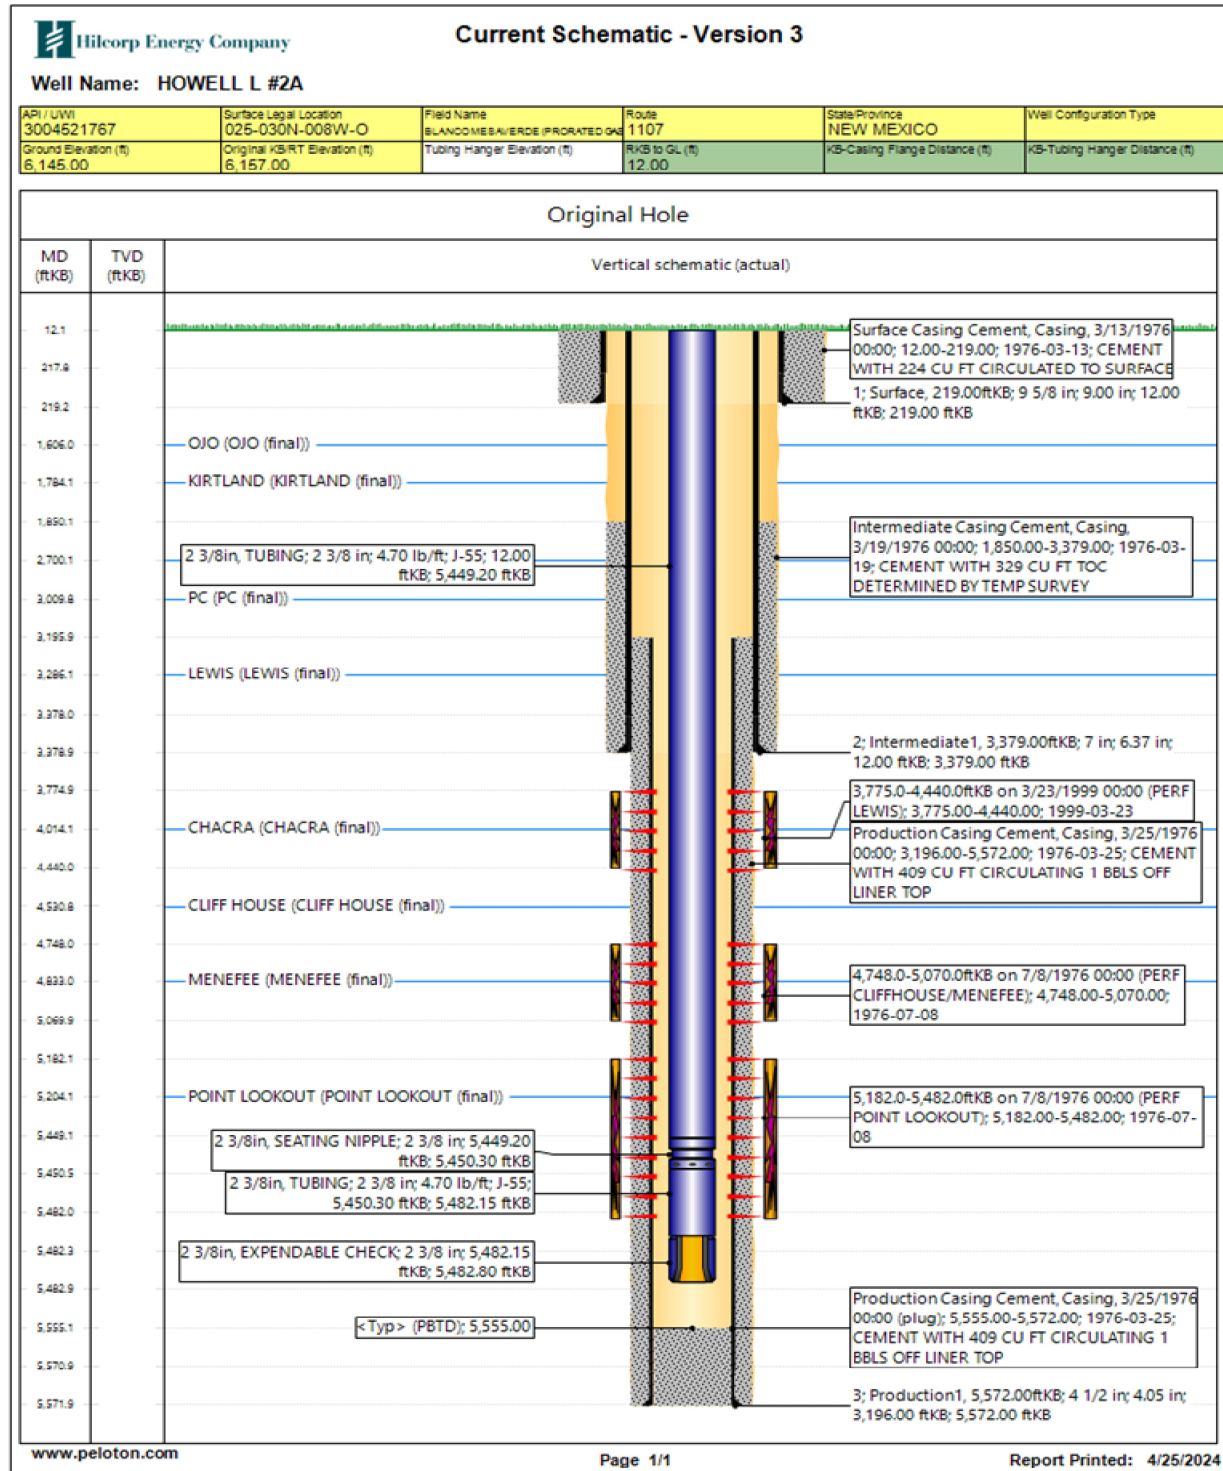 Hilcorp Energy Company
Current Schematic - Version 3
Well Name: HOWELL L #2A
API / UWI
3004521767
Surface Legal Location
025-030N-008W-O
Field Name
BLANCO MESAVERDE (PRORATED GAS
Route
1107
State/Province
NEW MEXICO
Well Configuration Type
Ground Elevation (ft)
6,145.00
Original KB/RT Elevation (ft)
6,157.00
Tubing Hanger Elevation (ft)
RKB to GL (ft)
12.00
KB-Casing Flange Distance (ft)
KB-Tubing Hanger Distance (ft)
Original Hole
MD
(ftKB)
TVD
(ftKB)
Vertical schematic (actual)
12.1
Surface Casing Cement, Casing, 3/13/1976
00:00; 12.00-219.00; 1976-03-13; CEMENT
WITH 224 CU FT CIRCULATED TO SURFACE
217.8
1; Surface, 219.00ftKB; 9 5/8 in; 9.00 in; 12.00
ftKB; 219.00 ftKB
219.2
1,606.0
OJO (OJO (final))
1,784.1
KIRTLAND (KIRTLAND (final))
1,850.1
Intermediate Casing Cement, Casing,
3/19/1976 00:00; 1,850.00-3,379.00; 1976-03-
19; CEMENT WITH 329 CU FT TOC
DETERMINED BY TEMP SURVEY
2 3/8in, TUBING; 2 3/8 in; 4.70 lb/ft; J-55; 12.00
ftKB; 5,449.20 ftKB
2,700.1
3,009.8
PC (PC (final))
3,195.9
3,286.1
LEWIS (LEWIS (final))
3,378.0
3,378.9
2; Intermediate1, 3,379.00ftKB; 7 in; 6.37 in;
12.00 ftKB; 3,379.00 ftKB
3,774.9
3,775.0-4,440.0ftKB on 3/23/1999 00:00 (PERF
LEWIS); 3,775.00-4,440.00; 1999-03-23
4,014.1
CHACRA (CHACRA (final))
Production Casing Cement, Casing, 3/25/1976
00:00; 3,196.00-5,572.00; 1976-03-25; CEMENT
WITH 409 CU FT CIRCULATING 1 BBLS OFF
LINER TOP
4,440.0
4,530.8
CLIFF HOUSE (CLIFF HOUSE (final))
4,748.0
4,833.0
MENEFEE (MENEFEE (final))
4,748.0-5,070.0ftKB on 7/8/1976 00:00 (PERF
CLIFFHOUSE/MENEFEE); 4,748.00-5,070.00;
1976-07-08
5,069.9
5,182.1
5,204.1
POINT LOOKOUT (POINT LOOKOUT (final))
5,182.0-5,482.0ftKB on 7/8/1976 00:00 (PERF
POINT LOOKOUT); 5,182.00-5,482.00; 1976-07-
08
5,449.1
2 3/8in, SEATING NIPPLE; 2 3/8 in; 5,449.20
ftKB; 5,450.30 ftKB
5,450.5
2 3/8in, TUBING; 2 3/8 in; 4.70 lb/ft; J-55;
5,450.30 ftKB; 5,482.15 ftKB
5,482.0
5,482.3
2 3/8in, EXPENDABLE CHECK; 2 3/8 in; 5,482.15
ftKB; 5,482.80 ftKB
5,482.9
5,555.1
<Typ> (PBTD); 5,555.00
Production Casing Cement, Casing, 3/25/1976
00:00 (plug); 5,555.00-5,572.00; 1976-03-25;
CEMENT WITH 409 CU FT CIRCULATING 1
BBLS OFF LINER TOP
5,570.9
5,571.9
3; Production1, 5,572.00ftKB; 4 1/2 in; 4.05 in;
3,196.00 ftKB; 5,572.00 ftKB
www.peloton.com
Page 1/1
Report Printed: 4/25/2024